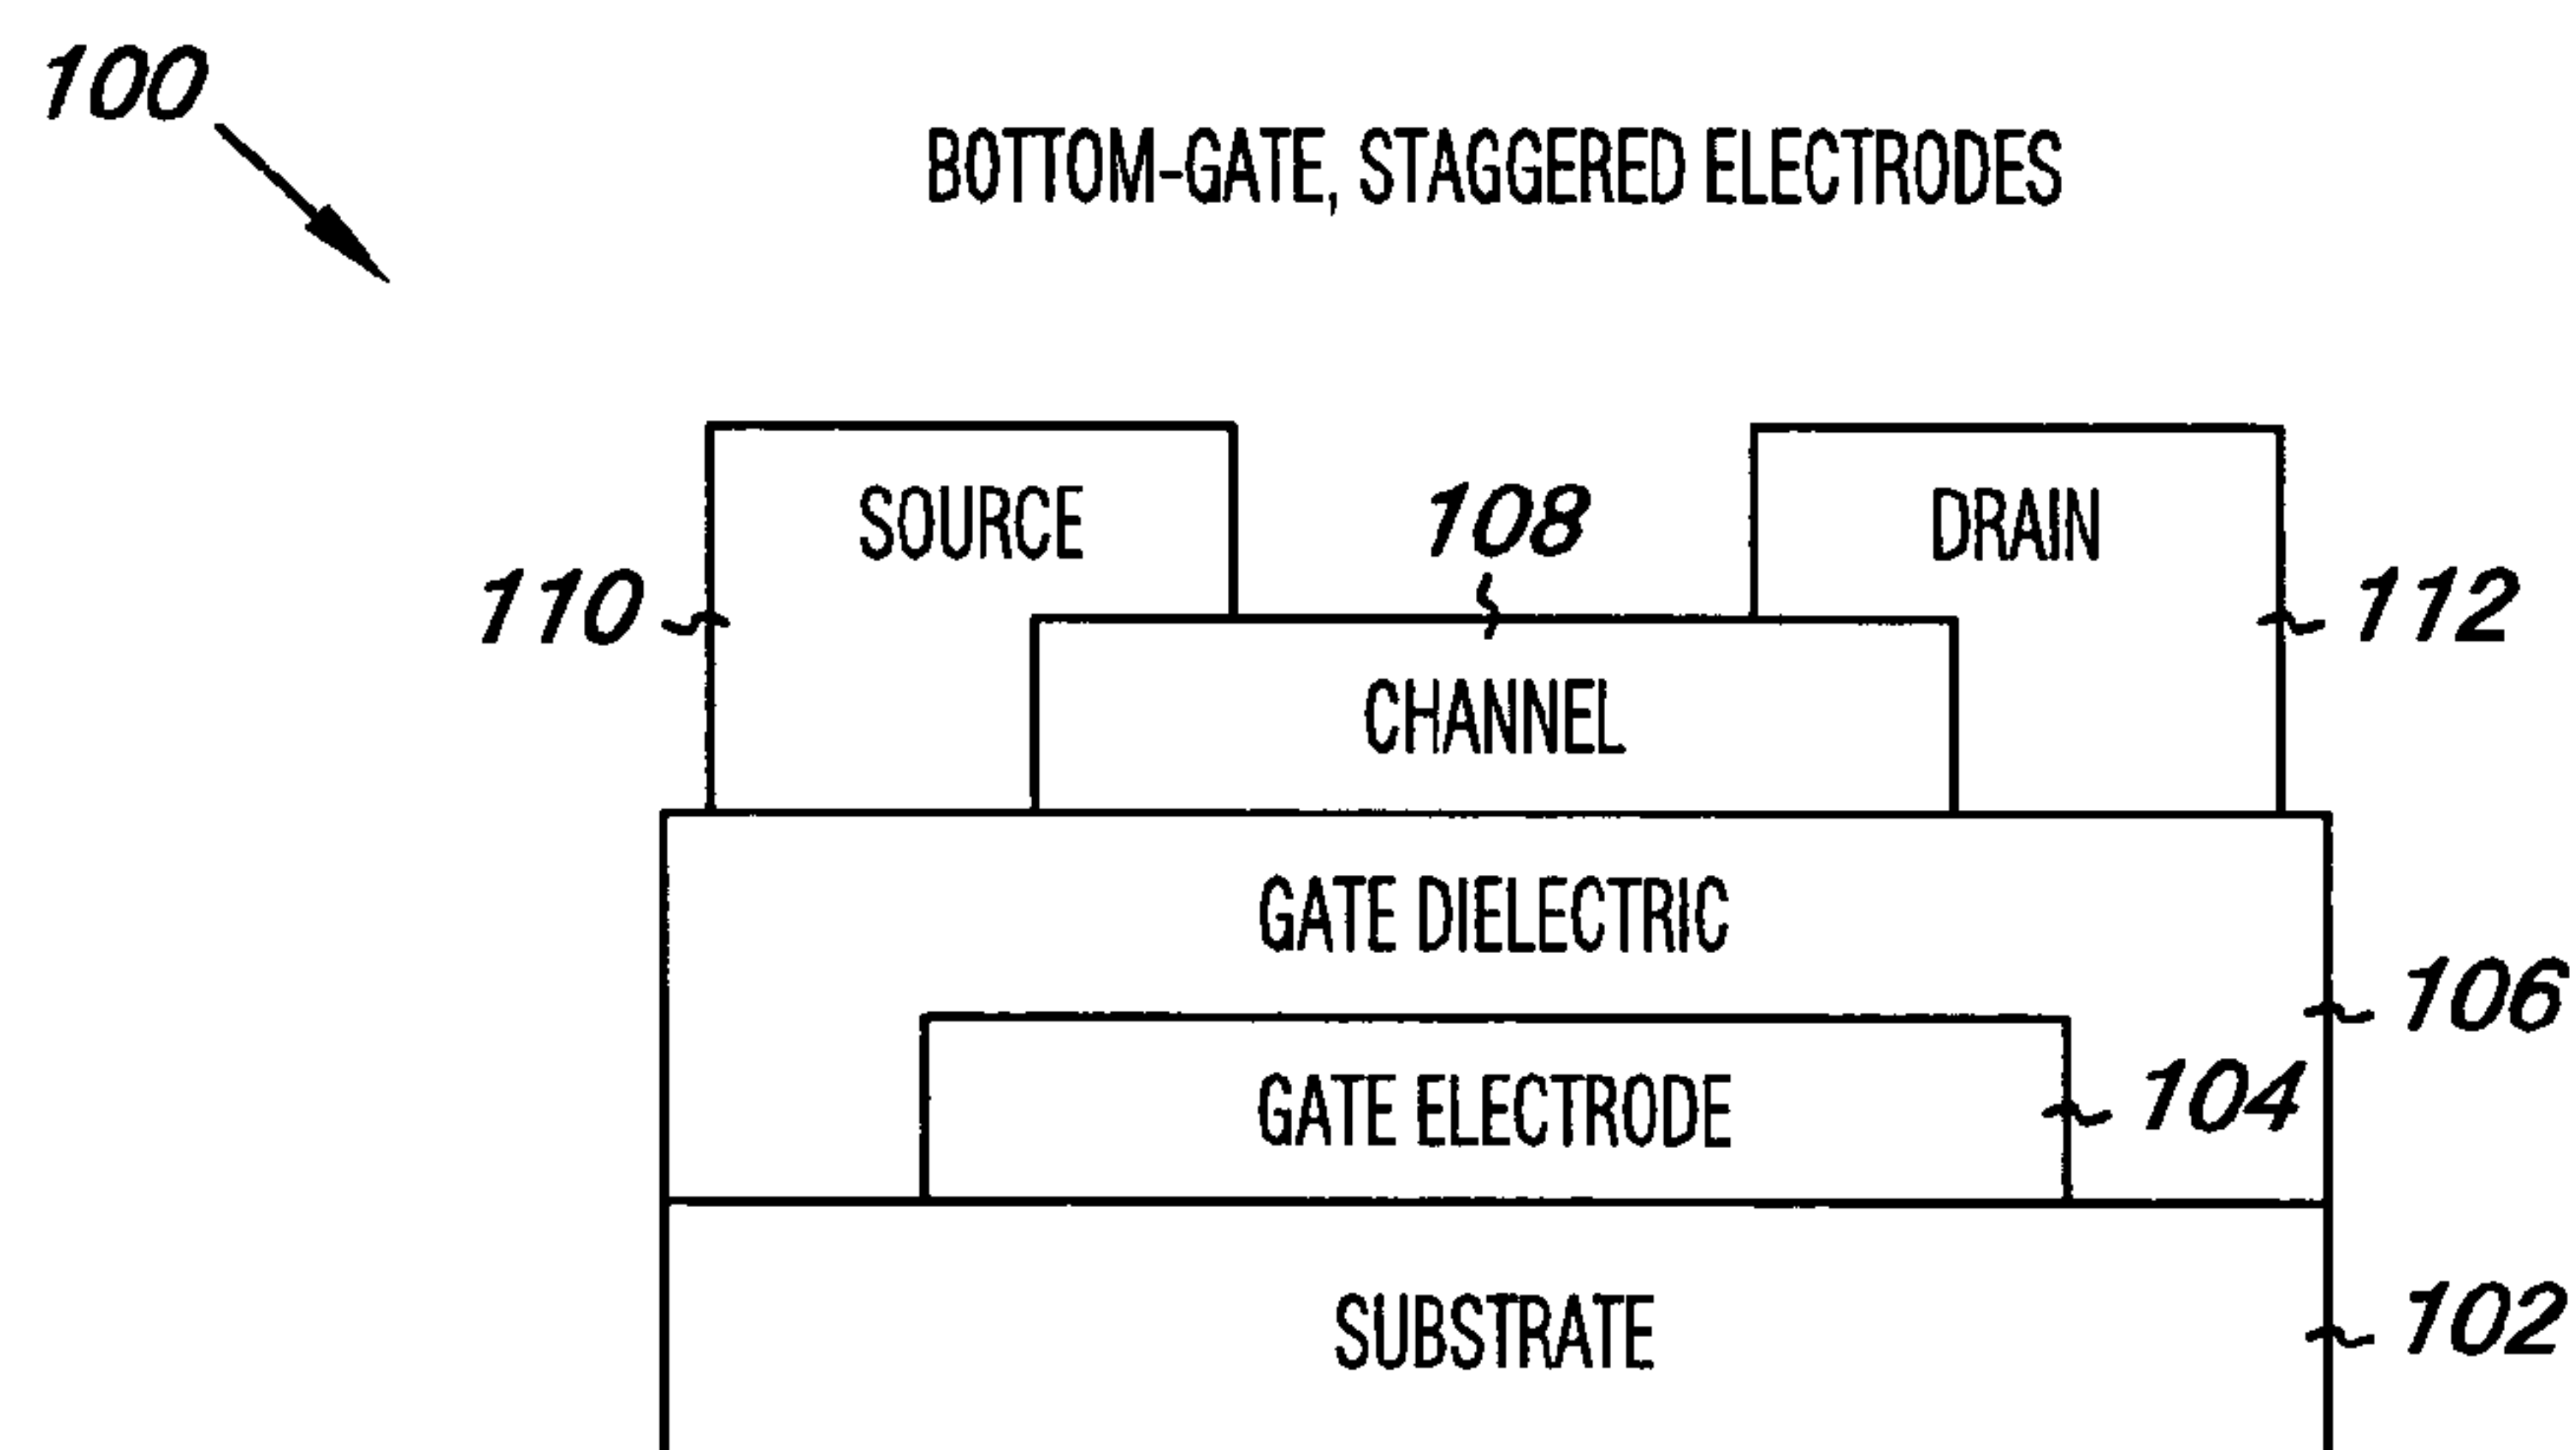 100
BOTTOM-GATE, STAGGERED ELECTRODES
SOURCE
108
DRAIN
110
112
CHANNEL
GATE DIELECTRIC
106
GATE ELECTRODE
104
SUBSTRATE
102